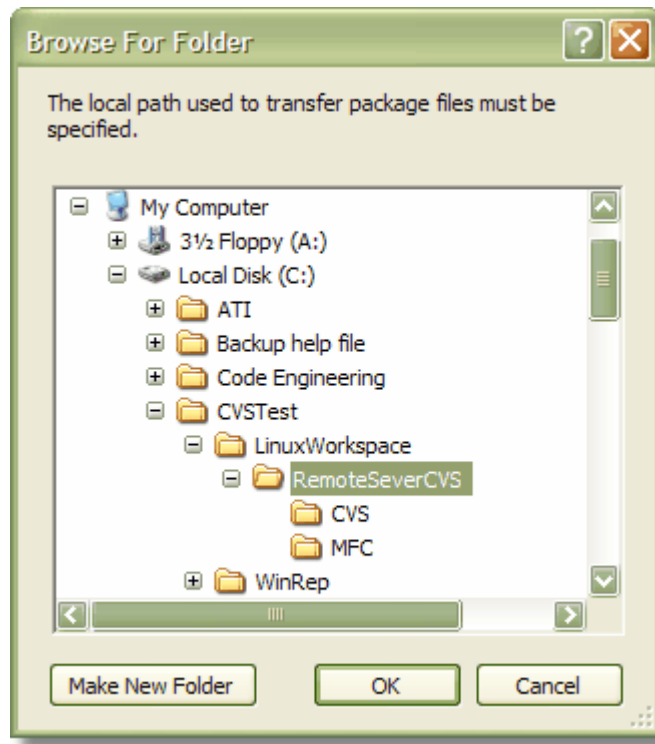 Browse For Folder
The local path used to transfer package files must be
specified.
My Computer
3½ Floppy (A:)
Local Disk (C:)
ATI
Backup help file
Code Engineering
CVSTest
LinuxWorkspace
RemoteSeverCVS
CVS
MFC
WinRep
Make New Folder
OK
Cancel